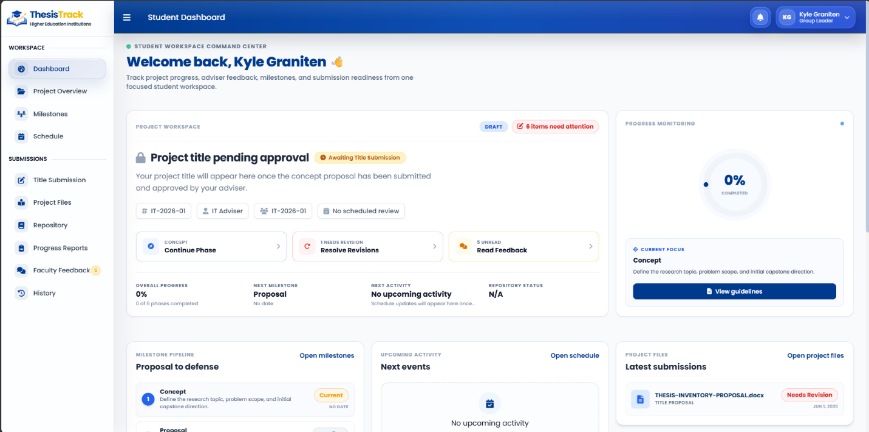 ThesisTrack
Higher Education Institutions
Student Dashboard
KG
Kyle Graniten
Group Leader
WORKSPACE
Dashboard
Project Overview
Milestones
Schedule
SUBMISSIONS
Title Submission
Project Files
Repository
Progress Reports
Faculty Feedback
History
STUDENT WORKSPACE COMMAND CENTER
Welcome back, Kyle Graniten
Track project progress, adviser feedback, milestones, and submission readiness from one
focused student workspace.
PROJECT WORKSPACE
DRAFT
6 items need attention
Project title pending approval
Awaiting Title Submission
Your project title will appear here once the concept proposal has been submitted
and approved by your adviser.
# IT-2026-01
IT Adviser
IT-2026-01
No scheduled review
CONCEPT
Continue Phase
1 NEEDS REVISION
Resolve Revisions
5 UNREAD
Read Feedback
OVERALL PROGRESS
0%
0 of 6 phases completed
NEXT MILESTONE
Proposal
No date
NEXT ACTIVITY
No upcoming activity
Schedule updates will appear here once.
REPOSITORY STATUS
N/A
PROGRESS MONITORING
0%
COMPLETED
CURRENT FOCUS
Concept
Define the research topic, problem scope, and initial capstone direction.
View guidelines
MILESTONE PIPELINE
Open milestones
Proposal to defense
1
Concept
Define the research topic, problem scope, and initial
capstone direction.
Current
NO DATE
Proposal
UPCOMING ACTIVITY
Open schedule
Next events
No upcoming activity
PROJECT FILES
Open project files
Latest submissions
THESIS-INVENTORY-PROPOSAL.docx
TITLE PROPOSAL
Needs Revision